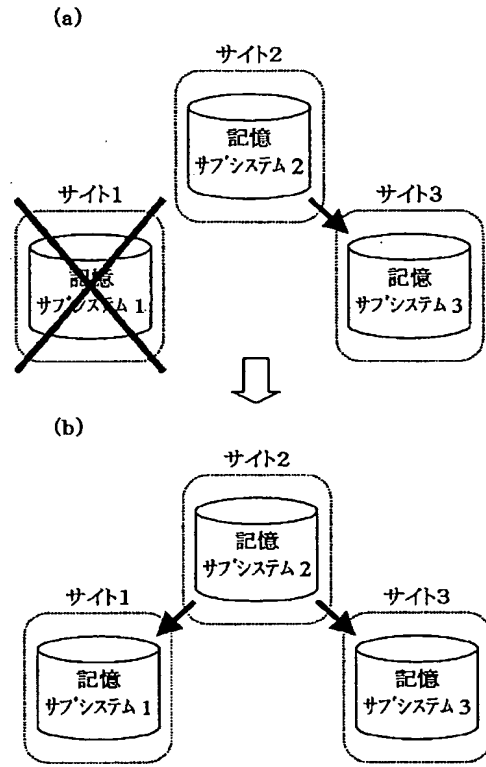 (a)
サイト2
記憶
サブシステム 2
サイト1
記憶
サブシステム 1
サイト3
記憶
サブシステム 3
(b)
サイト2
記憶
サブシステム 2
サイト1
記憶
サブシステム 1
サイト3
記憶
サブシステム 3